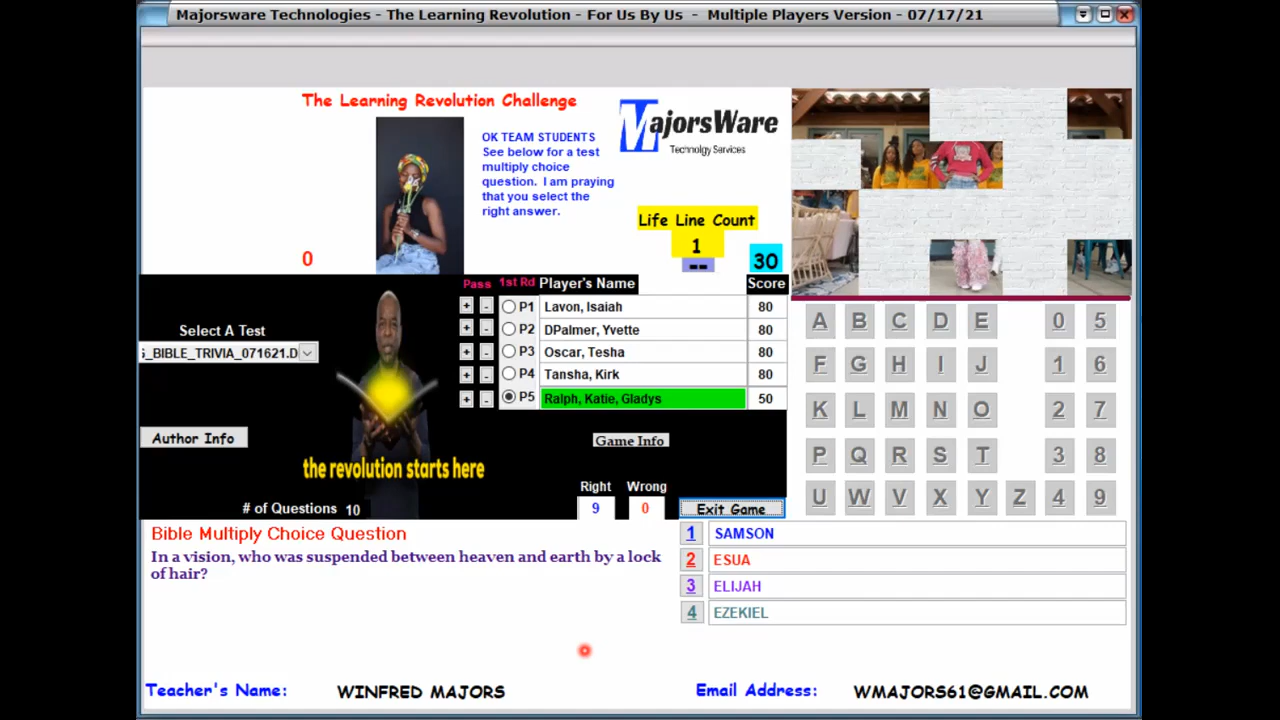 Majorsware Technologies - The Learning Revolution - For Us By Us - Multiple Players Version - 07/17/21
The Learning Revolution Challenge
OK TEAM STUDENTS
See below for a test
multiply choice
question. I am praying
that you select the
right answer.
MajorsWare
Technolgy Services
Life Line Count
1
--
30
0
Pass 1st Rd Player's Name Score
+ - P1 Lavon, Isaiah 80
+ - P2 DPalmer, Yvette 80
+ - P3 Oscar, Tesha 80
+ - P4 Tansha, Kirk 80
+ - P5 Ralph, Katie, Gladys 50
Select A Test
_BIBLE_TRIVIA_071621.D
Author Info
the revolution starts here
Game Info
# of Questions 10
Right Wrong
9 0
Exit Game
A B C D E 0 5
F G H I J 1 6
K L M N O 2 7
P Q R S T 3 8
U W V X Y Z 4 9
Bible Multiply Choice Question
In a vision, who was suspended between heaven and earth by a lock
of hair?
1 SAMSON
2 ESUA
3 ELIJAH
4 EZEKIEL
Teacher's Name: WINFRED MAJORS
Email Address: WMAJORS61@GMAIL.COM